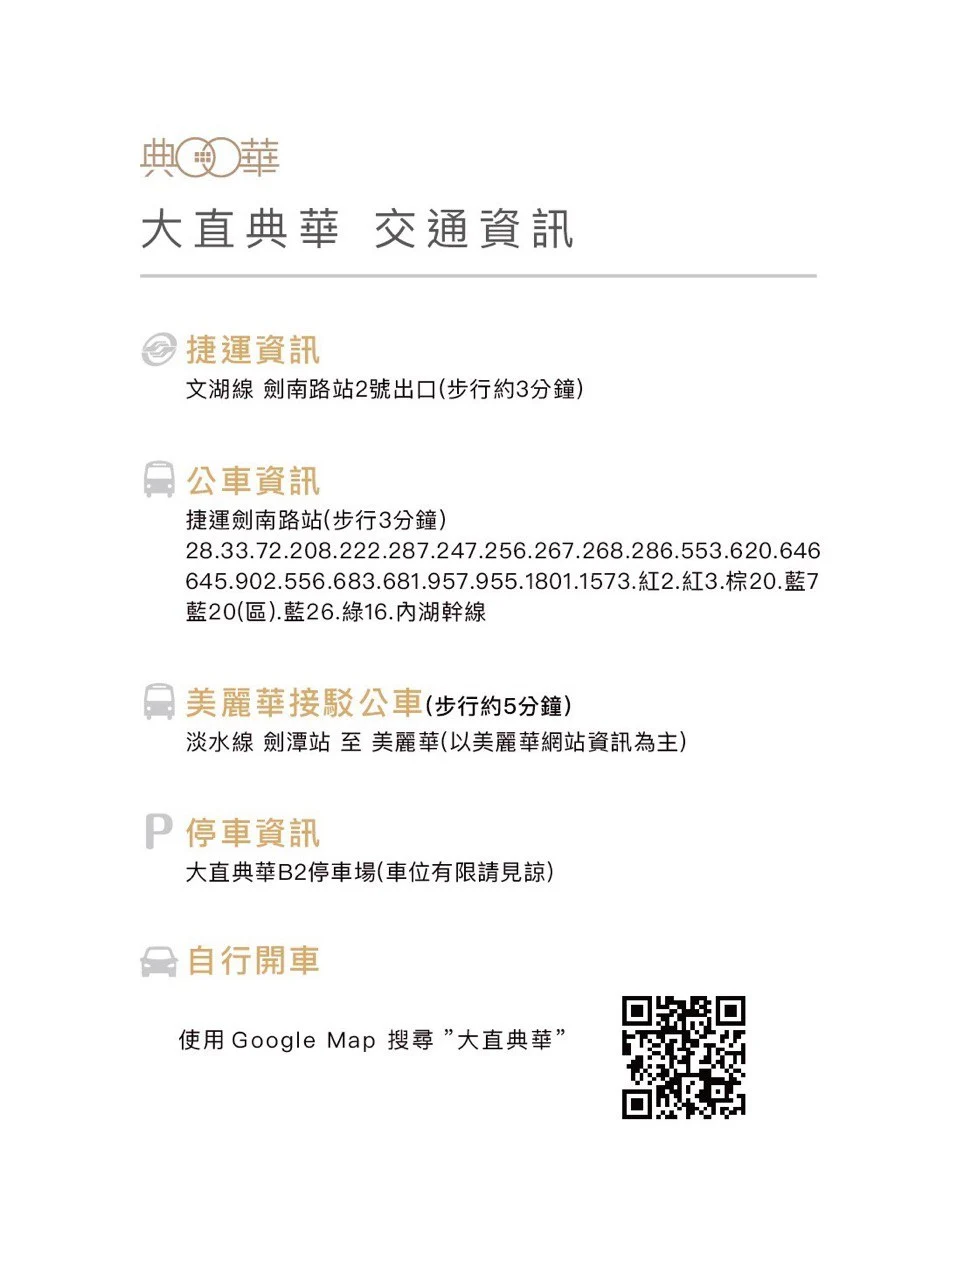 典華
大直典華 交通資訊
捷運資訊
文湖線 劍南路站2號出口(步行約3分鐘)
公車資訊
捷運劍南路站(步行3分鐘)
28.33.72.208.222.287.247.256.267.268.286.553.620.646
645.902.556.683.681.957.955.1801.1573.紅2.紅3.棕20.藍7
藍20(區).藍26.綠16.內湖幹線
美麗華接駁公車(步行約5分鐘)
淡水線 劍潭站 至 美麗華(以美麗華網站資訊為主)
P 停車資訊
大直典華B2停車場(車位有限請見諒)
自行開車
使用Google Map 搜尋 ”大直典華”